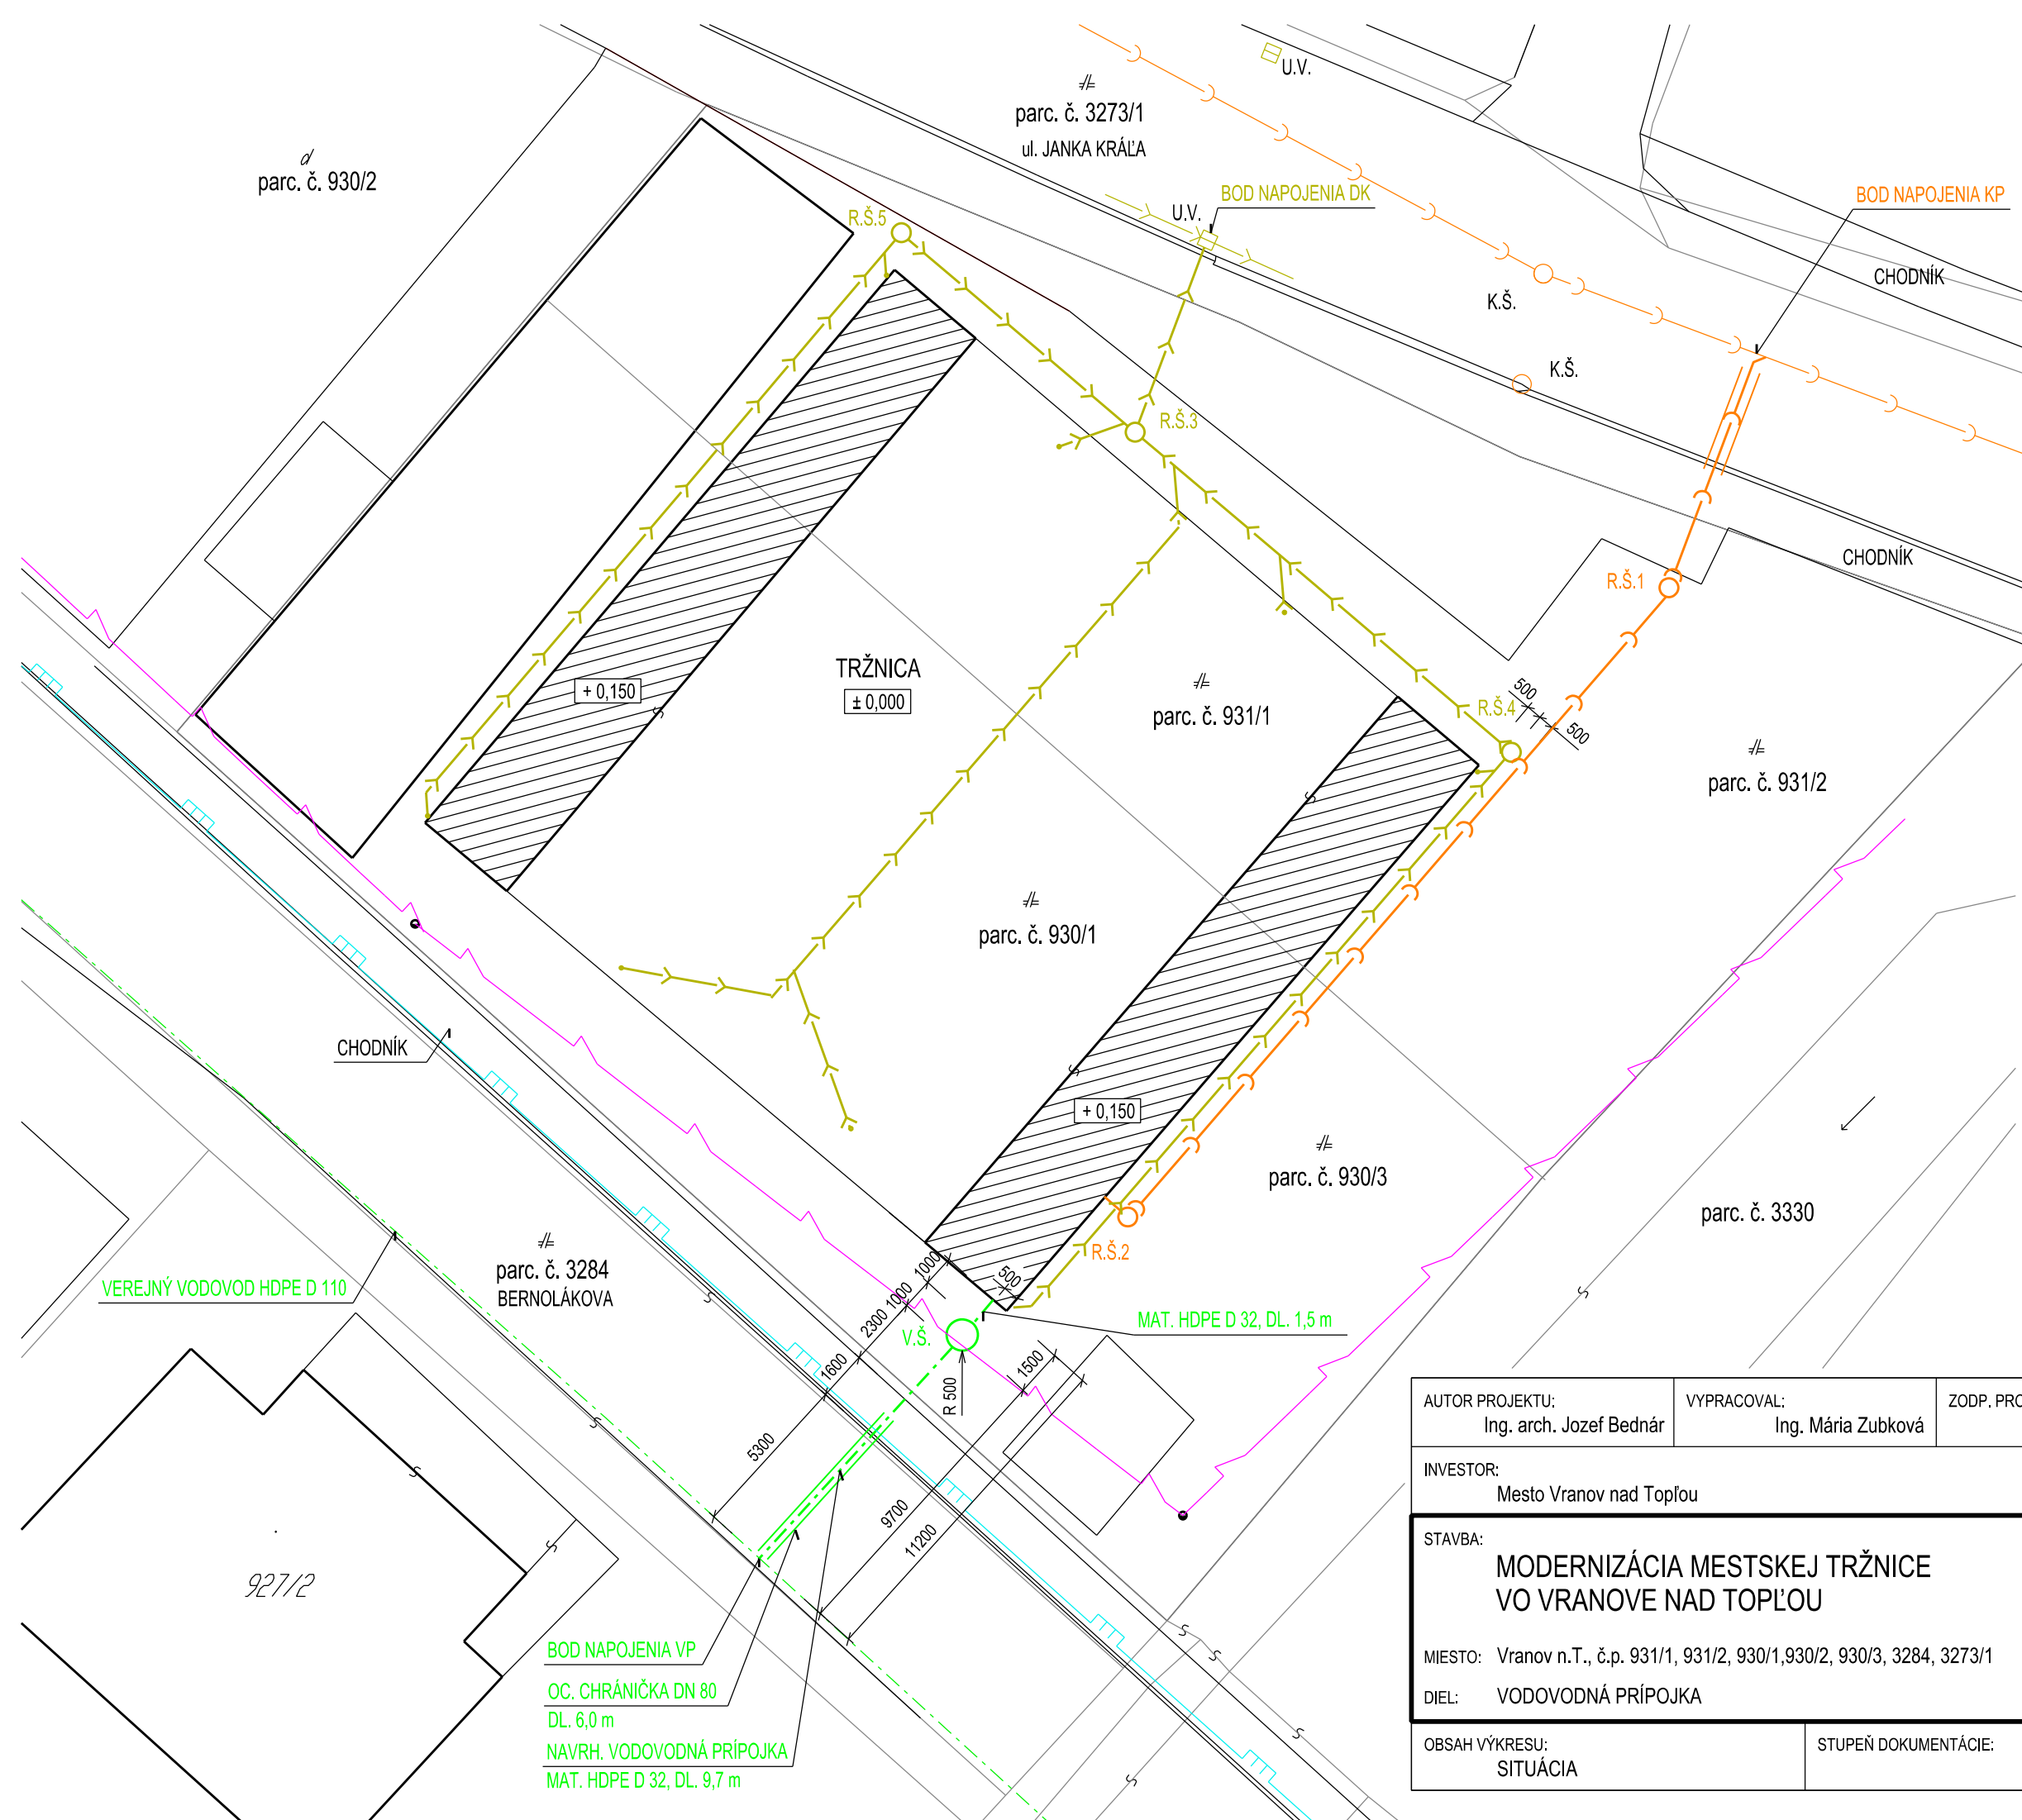 U.V.
parc. č. 3273/1
ul. JANKA KRÁĽA
parc. č. 930/2
BOD NAPOJENIA DK
BOD NAPOJENIA KP
R.Š.5
U.V.
CHODNÍK
K.Š.
K.Š.
R.Š.3
CHODNÍK
R.Š.1
TRŽNICA
+ 0,150
± 0,000
500
R.Š.4
500
parc. č. 931/1
parc. č. 931/2
parc. č. 930/1
CHODNÍK
+ 0,150
parc. č. 930/3
parc. č. 3330
R.Š.2
parc. č. 3284
BERNOLÁKOVA
VEREJNÝ VODOVOD HDPE D 110
1000
500
1000
2300
V.Š.
MAT. HDPE D 32, DL. 1,5 m
1600
1500
R 500
5300
9700
11200
927/2
BOD NAPOJENIA VP
OC. CHRÁNIČKA DN 80
DL. 6,0 m
NAVRH. VODOVODNÁ PRÍPOJKA
MAT. HDPE D 32, DL. 9,7 m
AUTOR PROJEKTU:
Ing. arch. Jozef Bednár
VYPRACOVAL:
Ing. Mária Zubková
ZODP. PRO
INVESTOR:
Mesto Vranov nad Topľou
STAVBA:
MODERNIZÁCIA MESTSKEJ TRŽNICE
VO VRANOVE NAD TOPĽOU
MIESTO: Vranov n.T., č.p. 931/1, 931/2, 930/1,930/2, 930/3, 3284, 3273/1
DIEL: VODOVODNÁ PRÍPOJKA
OBSAH VÝKRESU:
SITUÁCIA
STUPEŇ DOKUMENTÁCIE: